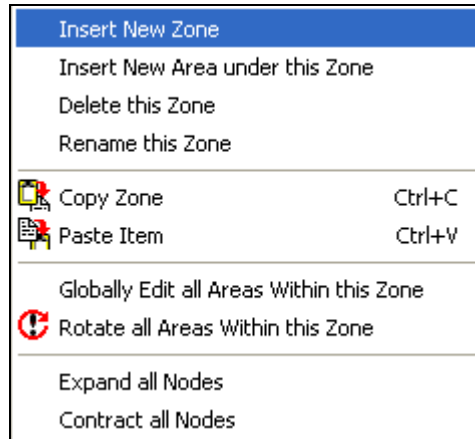 Insert New Zone
Insert New Area under this Zone
Delete this Zone
Rename this Zone
Copy Zone Ctrl+C
Paste Item Ctrl+V
Globally Edit all Areas Within this Zone
Rotate all Areas Within this Zone
Expand all Nodes
Contract all Nodes